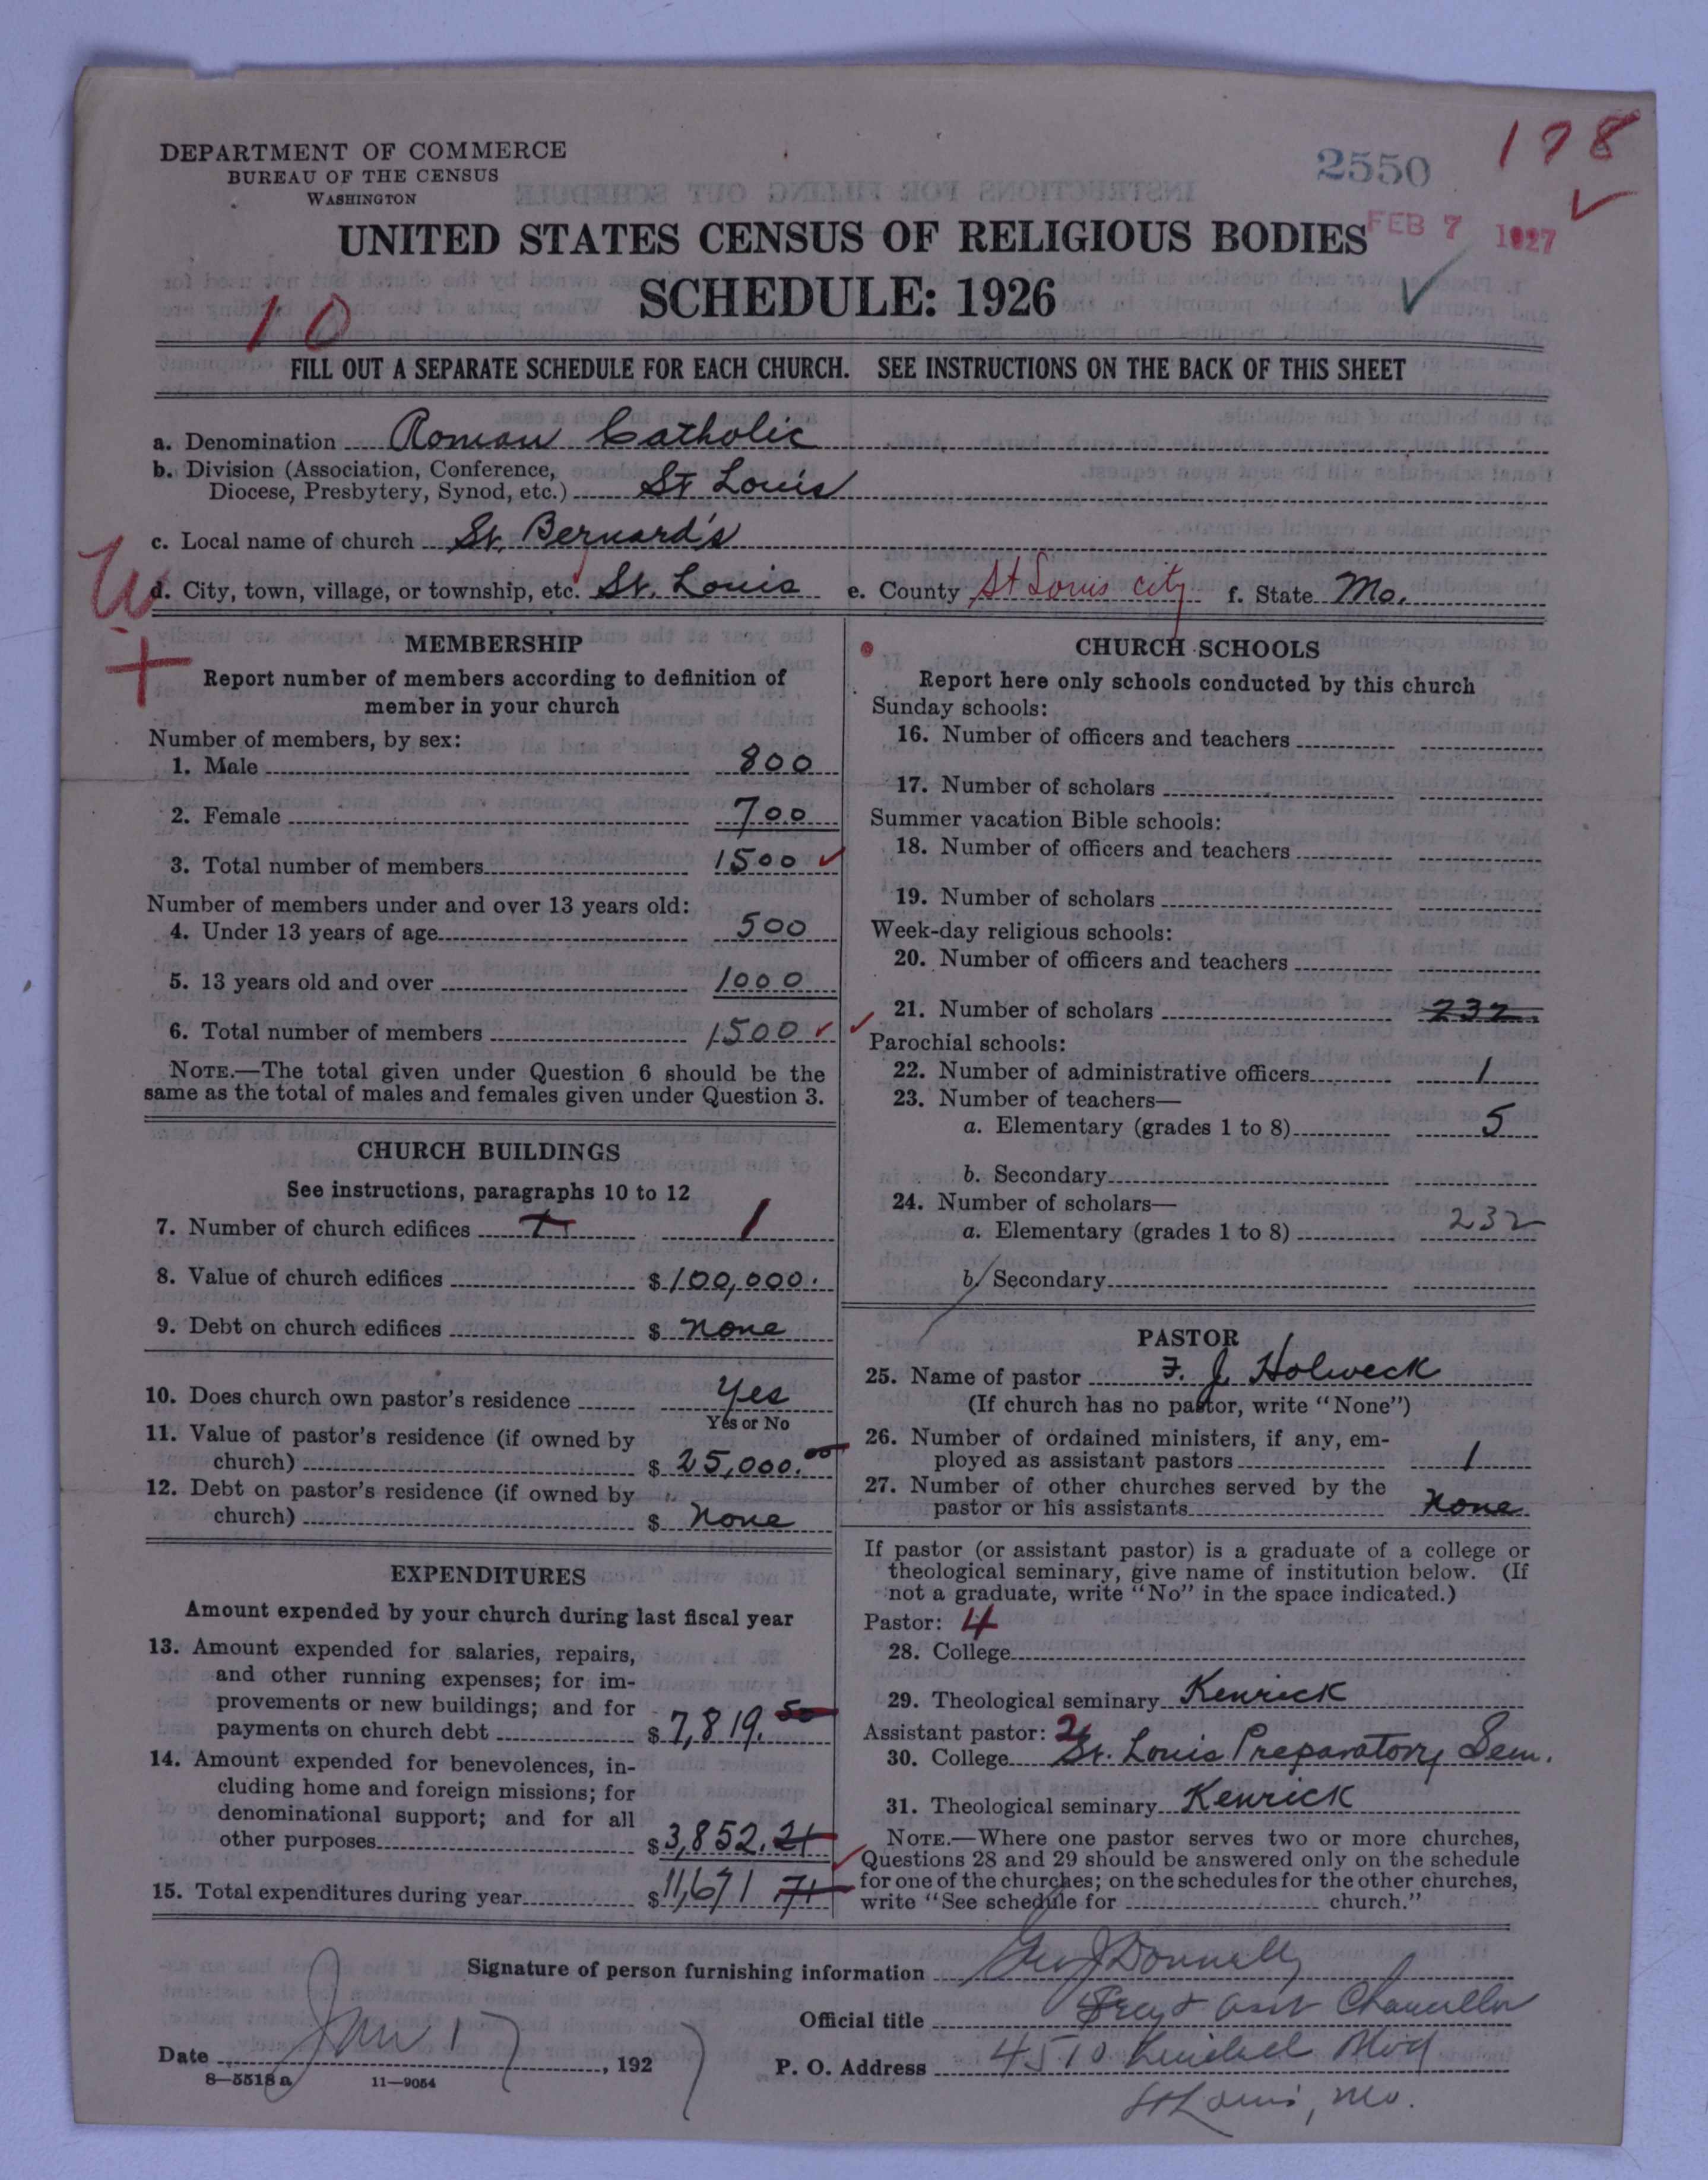 DEPARTMENT OF COMMERCE
BUREAU OF THE CENSUS
WASHINGTON
2550
178
FEB 7 1927
UNITED STATES CENSUS OF RELIGIOUS BODIES
SCHEDULE: 1926
10
FILL OUT A SEPARATE SCHEDULE FOR EACH CHURCH. SEE INSTRUCTIONS ON THE BACK OF THIS SHEET
a. Denomination Roman Catholic
b. Division (Association, Conference,
Diocese, Presbytery, Synod, etc.) St Louis
c. Local name of church St. Bernard's
d. City, town, village, or township, etc. St. Louis e. County St Louis city f. State Mo.
MEMBERSHIP
Report number of members according to definition of
member in your church
Number of members, by sex:
1. Male 800
2. Female 700
3. Total number of members 1500
Number of members under and over 13 years old:
4. Under 13 years of age 500
5. 13 years old and over 1000
6. Total number of members 1500
NOTE.—The total given under Question 6 should be the
same as the total of males and females given under Question 3.
CHURCH BUILDINGS
See instructions, paragraphs 10 to 12
7. Number of church edifices 1
8. Value of church edifices $100,000.
9. Debt on church edifices $ none
10. Does church own pastor's residence Yes
Yes or No
11. Value of pastor's residence (if owned by
church) $ 25,000.00
12. Debt on pastor's residence (if owned by
church) $ none
EXPENDITURES
Amount expended by your church during last fiscal year
13. Amount expended for salaries, repairs,
and other running expenses; for im-
provements or new buildings; and for
payments on church debt $7,819.50
14. Amount expended for benevolences, in-
cluding home and foreign missions; for
denominational support; and for all
other purposes $3,852.21
15. Total expenditures during year $11,671 71
CHURCH SCHOOLS
Report here only schools conducted by this church
Sunday schools:
16. Number of officers and teachers
17. Number of scholars
Summer vacation Bible schools:
18. Number of officers and teachers
19. Number of scholars
Week-day religious schools:
20. Number of officers and teachers
21. Number of scholars 232
Parochial schools:
22. Number of administrative officers 1
23. Number of teachers—
a. Elementary (grades 1 to 8) 5
b. Secondary
24. Number of scholars—
a. Elementary (grades 1 to 8) 232
b. Secondary
PASTOR
25. Name of pastor F. J. Holweck
(If church has no pastor, write "None")
26. Number of ordained ministers, if any, em-
ployed as assistant pastors 1
27. Number of other churches served by the
pastor or his assistants none
If pastor (or assistant pastor) is a graduate of a college or
theological seminary, give name of institution below. (If
not a graduate, write "No" in the space indicated.)
Pastor: 4
28. College
29. Theological seminary Kenrick
Assistant pastor: 2
30. College St. Louis Preparatory Sem.
31. Theological seminary Kenrick
NOTE.—Where one pastor serves two or more churches,
Questions 28 and 29 should be answered only on the schedule
for one of the churches; on the schedules for the other churches,
write "See schedule for church."
Signature of person furnishing information Geo J Donnelly
Official title Secy & Asst Chancellor
Date Jan 17, 1927
P. O. Address 4510 Lindell Blvd
St Louis, Mo.
8—5518 a 11—9054